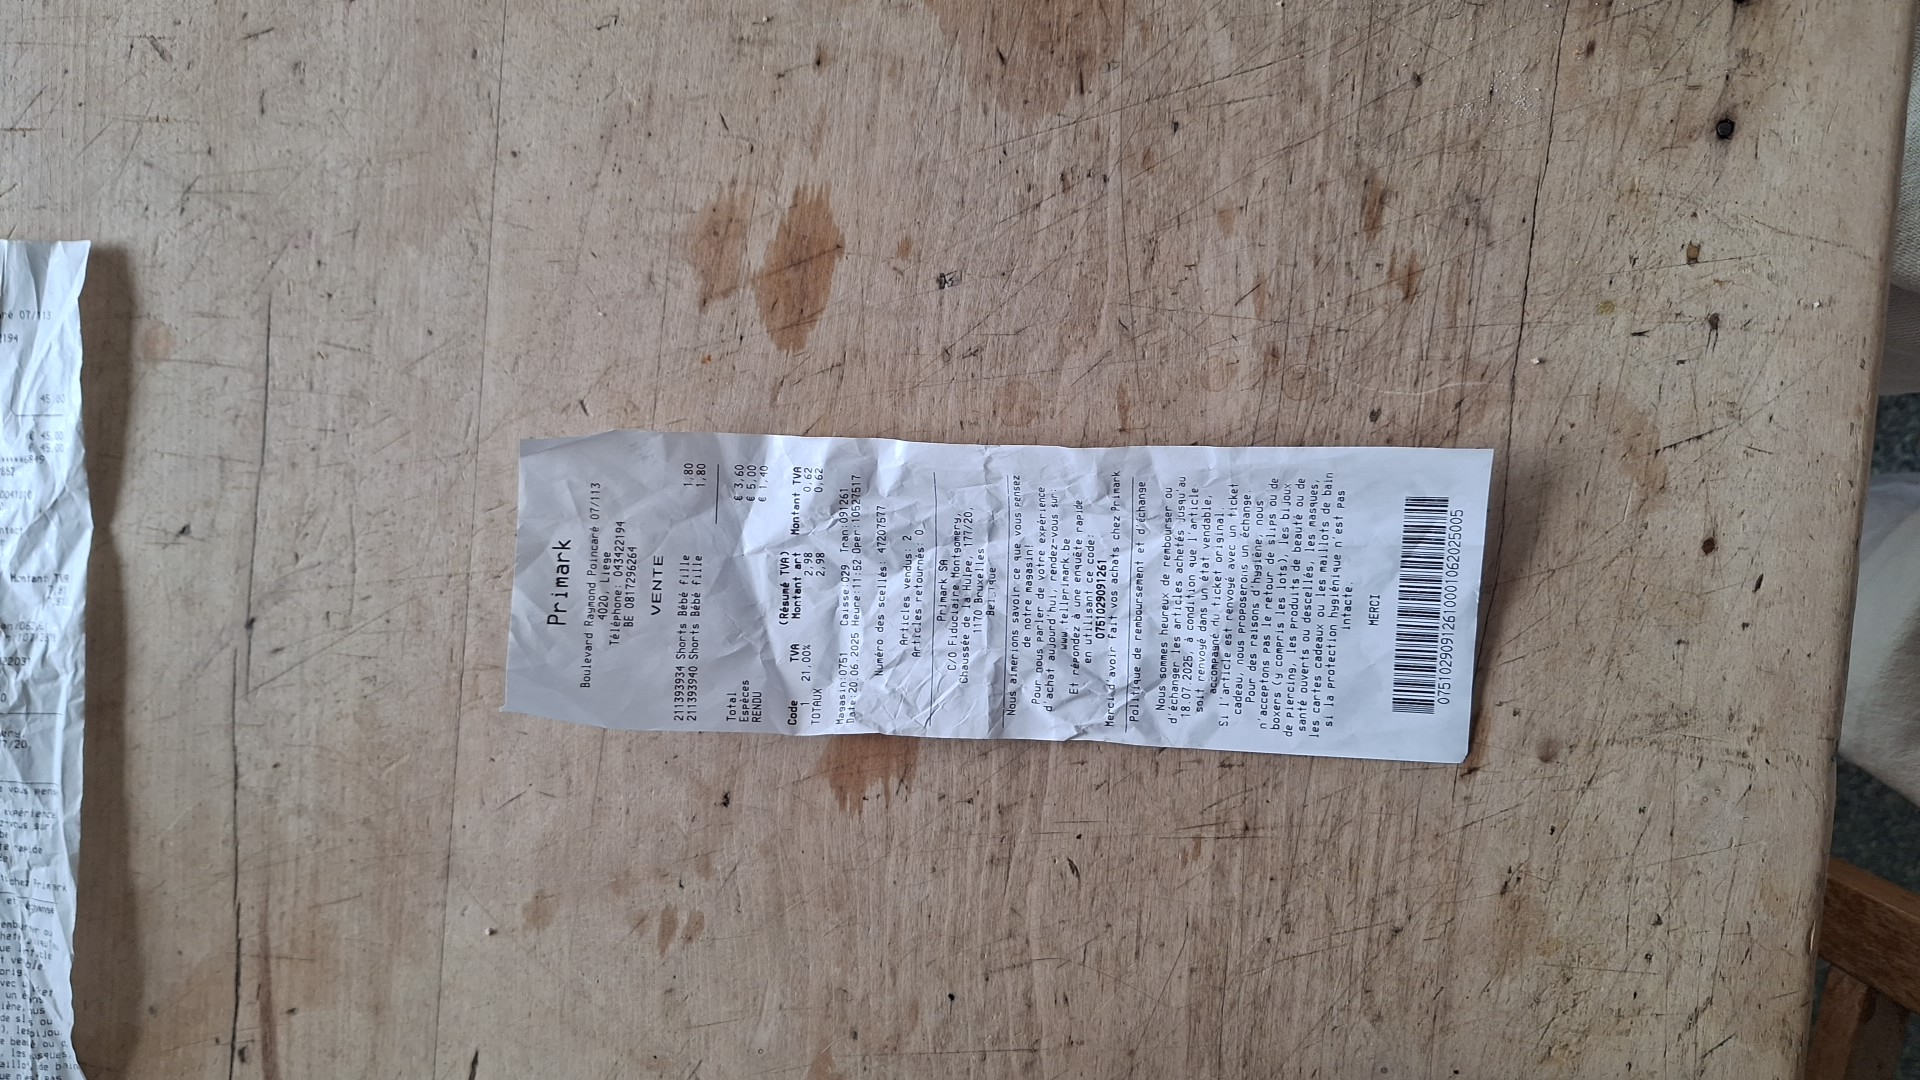 Primark
Boulevard Raymond Poincaré 07/113
4020, Liege
Téléphone: 043422194
BE 0817296264
VENTE
211393934 Shorts Bébé fille 1,80
211393940 Shorts Bébé fille 1,80
Total € 3,60
Espèces € 5,00
RENDU € 1,40
(Résumé TVA)
Code TVA Montant art Montant TVA
1 21,00% 2,98 0,62
TOTAUX 2,98 0,62
Magasin:0751 Caisse:029 Tran:091261
Date:20.06.2025 Heure:11:52 Oper:10527517
Numéro des scellés: 47207577
Articles vendus: 2
Articles retournés: 0
Primark SA
C/O Fiduciaire Montgomery,
Chaussée de la Hulpe, 177/20,
1170 Bruxelles
Nous aimerions savoir ce que vous pensez
de notre magasin!
Pour nous parler de votre expérience
d'achat aujourd'hui, rendez-vous sur:
www.tellprimark.be
Et répondez à une enquête rapide
en utilisant ce code:
0751029091261
Merci d'avoir fait vos achats chez Primark
Politique de remboursement et d'échange
Nous sommes heureux de rembourser ou
d'échanger les articles achetés jusqu'au
18.07.2025, à condition que l'article
soit renvoyé dans un état vendable,
accompagné du ticket original.
Si l'article est renvoyé avec un ticket
cadeau, nous proposerons un échange.
Pour des raisons d'hygiène, nous
n'acceptons pas le retour de slips ou de
boxers (y compris les lots), les bijoux
de piercing, les Produits de beauté ou de
santé ouverts ou descellés, les masques,
les cartes cadeaux ou les maillots de bain
si la protection hygiénique n'est pas
intacte.
MERCI
07510290912610001062025005
07/113
45,00
€ 45,00
€ 45,00